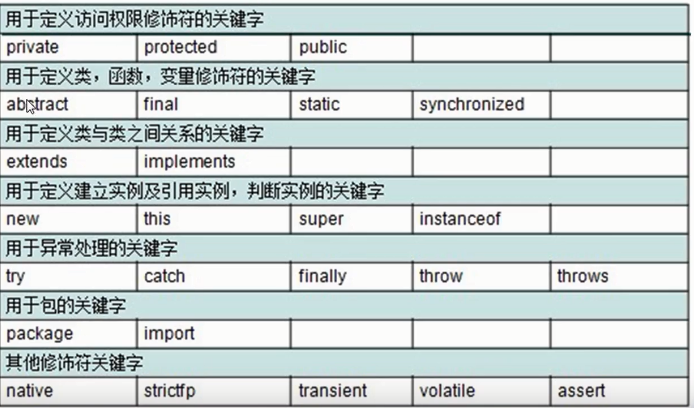 用于定义访问权限修饰符的关键字
private protected public
用于定义类，函数，变量修饰符的关键字
abstract final static synchronized
用于定义类与类之间关系的关键字
extends implements
用于定义建立实例及引用实例，判断实例的关键字
new this super instanceof
用于异常处理的关键字
try catch finally throw throws
用于包的关键字
package import
其他修饰符关键字
native strictfp transient volatile assert